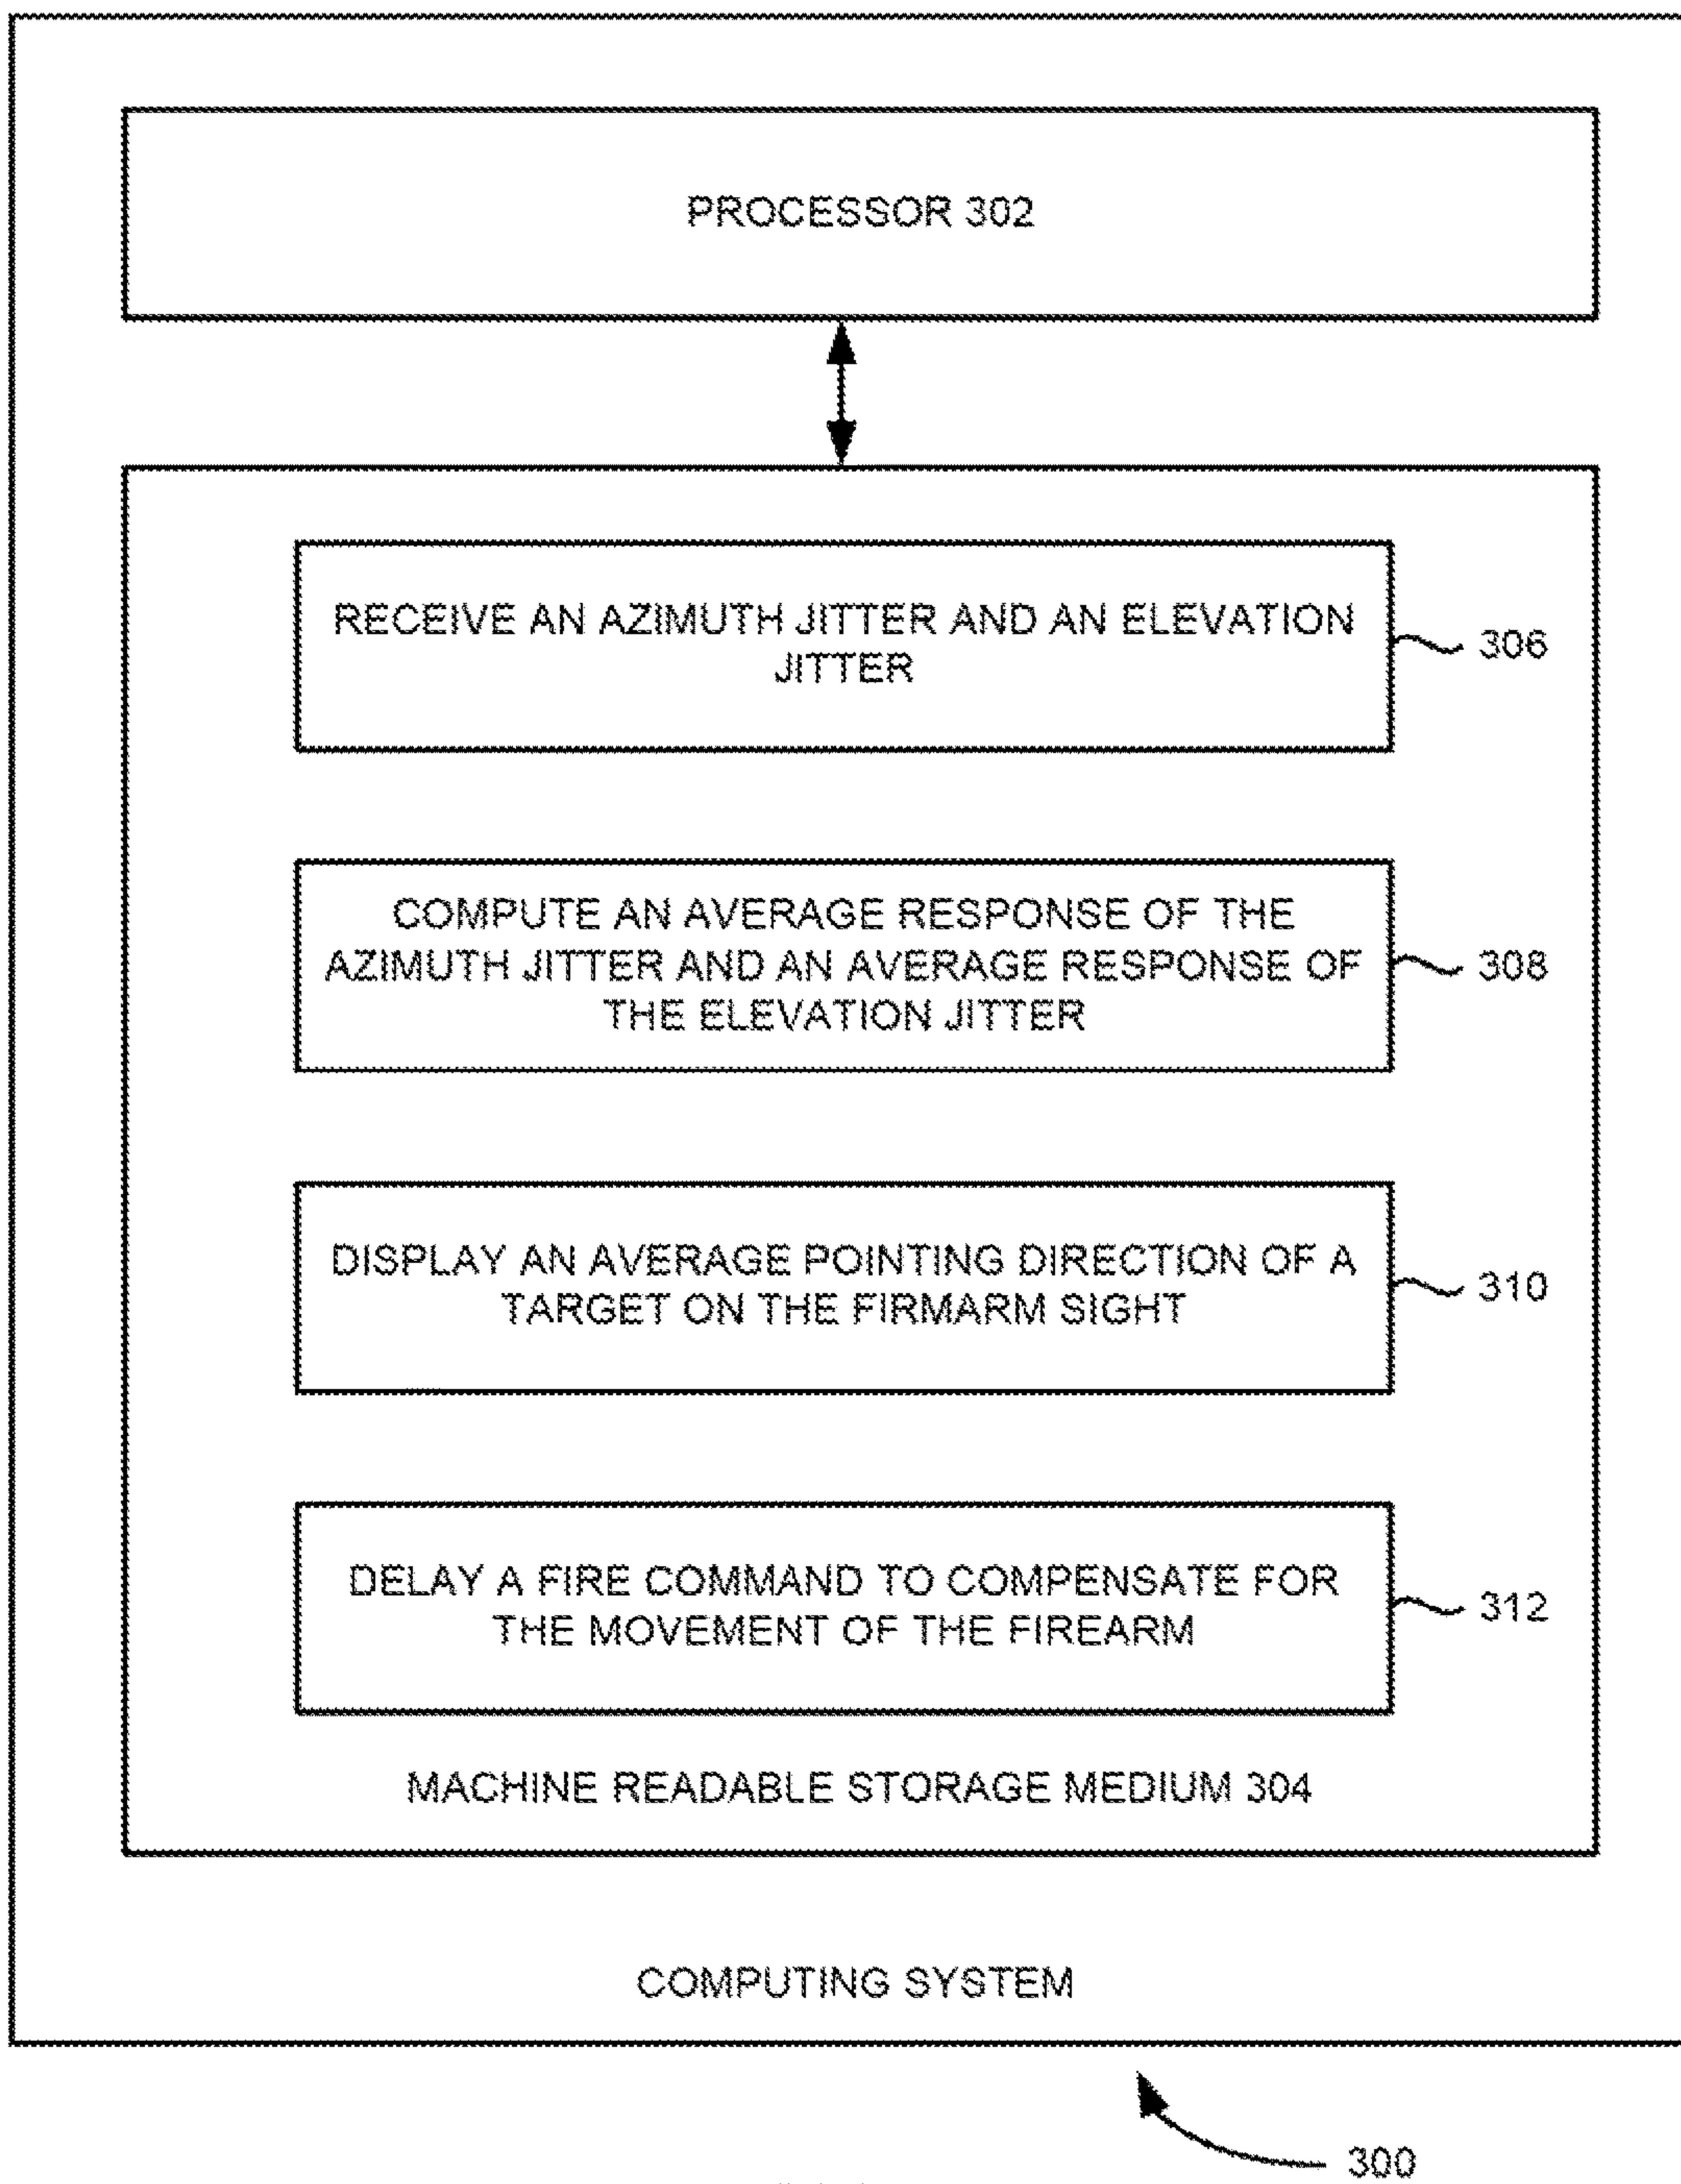 PROCESSOR 302
RECEIVE AN AZIMUTH JITTER AND AN ELEVATION
JITTER
306
COMPUTE AN AVERAGE RESPONSE OF THE
AZIMUTH JITTER AND AN AVERAGE RESPONSE OF
THE ELEVATION JITTER
308
DISPLAY AN AVERAGE POINTING DIRECTION OF A
TARGET ON THE FIRMARM SIGHT
310
DELAY A FIRE COMMAND TO COMPENSATE FOR
THE MOVEMENT OF THE FIREARM
312
MACHINE READABLE STORAGE MEDIUM 304
COMPUTING SYSTEM
300